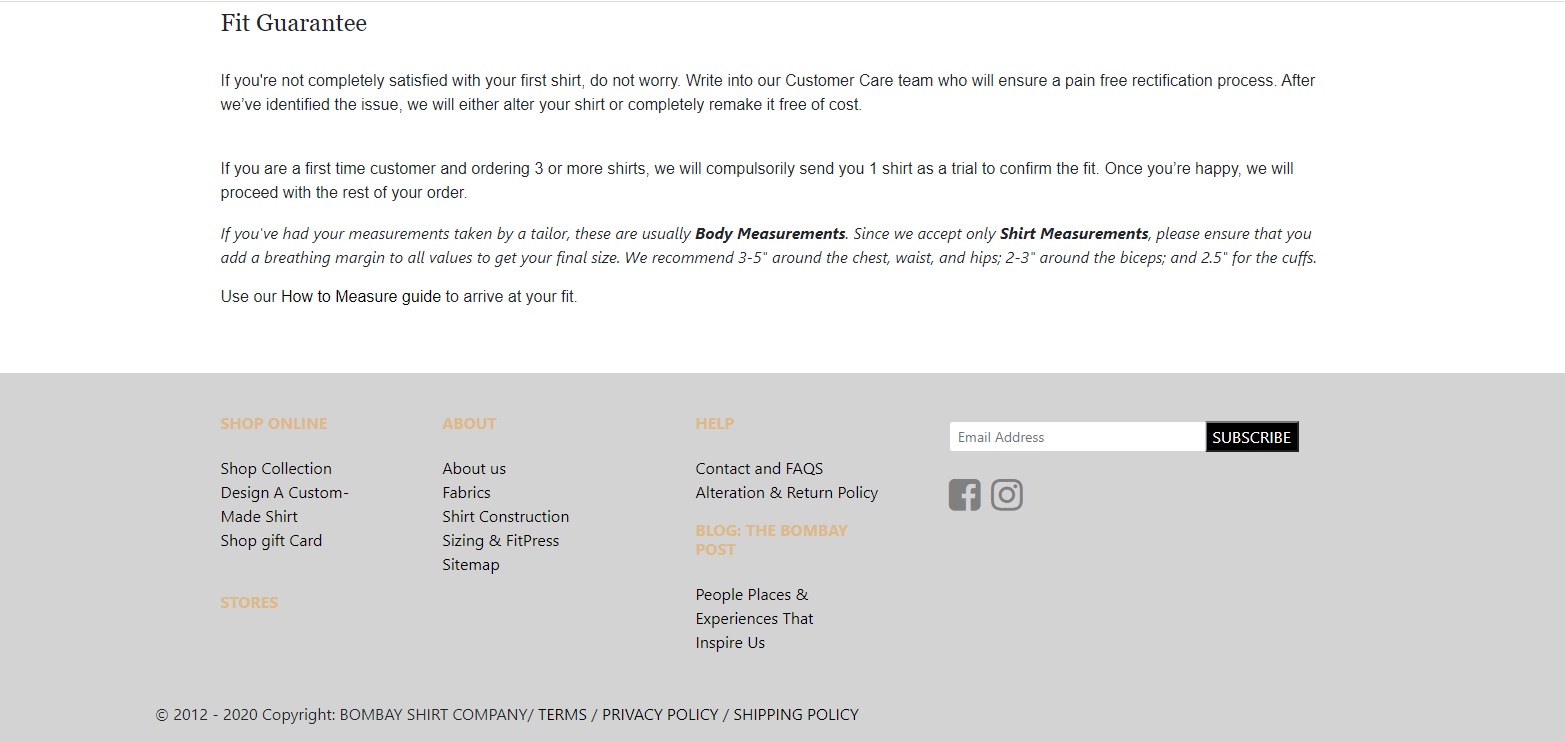 Fit Guarantee
If you're not completely satisfied with your first shirt, do not worry. Write into our Customer Care team who will ensure a pain free rectification process. After
we’ve identified the issue, we will either alter your shirt or completely remake it free of cost.
If you are a first time customer and ordering 3 or more shirts, we will compulsorily send you 1 shirt as a trial to confirm the fit. Once you’re happy, we will
proceed with the rest of your order.
If you've had your measurements taken by a tailor, these are usually Body Measurements. Since we accept only Shirt Measurements, please ensure that you
add a breathing margin to all values to get your final size. We recommend 3-5" around the chest, waist, and hips; 2-3" around the biceps; and 2.5" for the cuffs.
Use our How to Measure guide to arrive at your fit.
SHOP ONLINE
Shop Collection
Design A Custom-
Made Shirt
Shop gift Card
STORES
ABOUT
About us
Fabrics
Shirt Construction
Sizing & FitPress
Sitemap
HELP
Contact and FAQS
Alteration & Return Policy
BLOG: THE BOMBAY
POST
People Places &
Experiences That
Inspire Us
Email Address
SUBSCRIBE
© 2012 - 2020 Copyright: BOMBAY SHIRT COMPANY/ TERMS / PRIVACY POLICY / SHIPPING POLICY